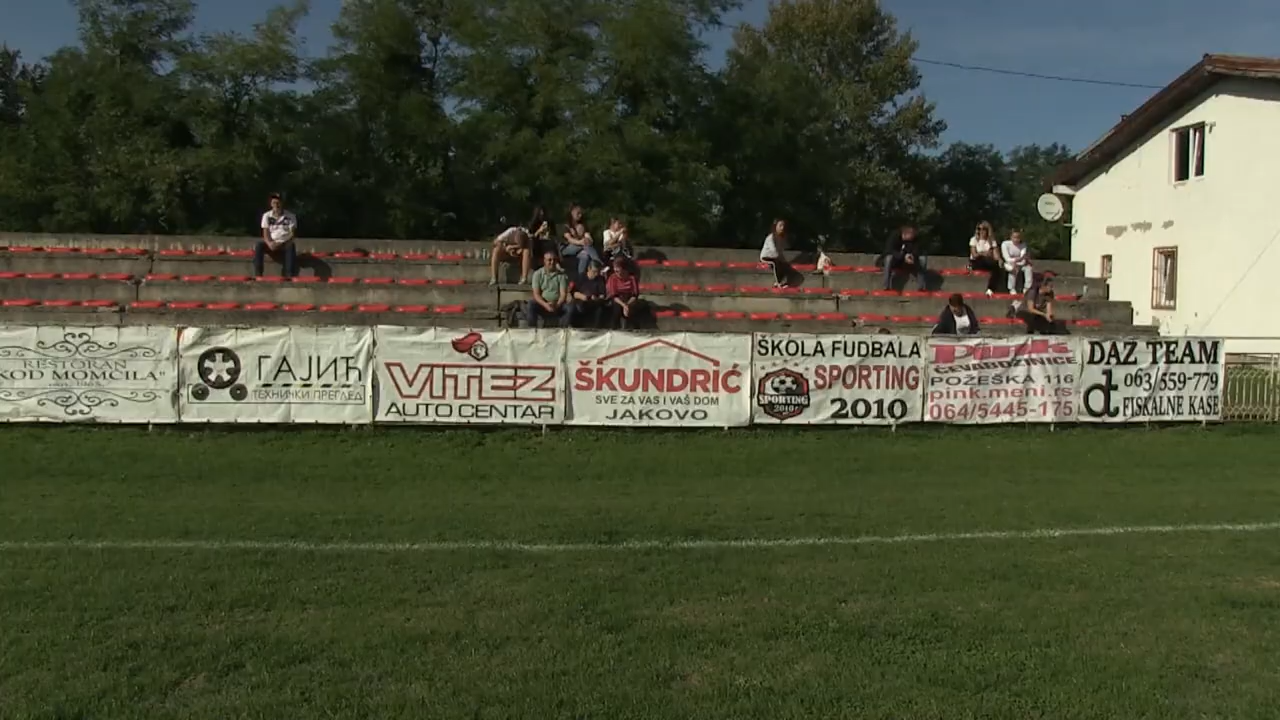 RESTORAN
KOD MOMČILA"
ГАЈИЋ
ТЕХНИЧКИ ПРЕГЛЕД
VITEZ
AUTO CENTAR
ŠKUNDRIĆ
SVE ZA VAS I VAŠ DOM
JAKOVO
ŠKOLA FUDBALA
SPORTING
2010
SPORTING
2010
Pink
ĆEVABDŽINICE
POŽEŠKA 116
pink.meni.rs
064/5445-175
DAZ TEAM
063/559-779
FISKALNE KASE